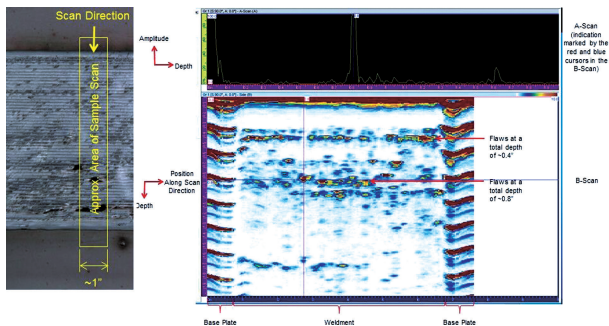 Scan Direction
Approx. Area of Sample Scan
~1"
Amplitude
Depth
Position
Along Scan
Direction
Depth
A-Scan
(indication
marked by the
red and blue
cursors in the
B-Scan)
Flaws at a
total depth
of ~0.4"
Flaws at a
total depth
of ~0.8"
B-Scan
Base Plate
Weldment
Base Plate